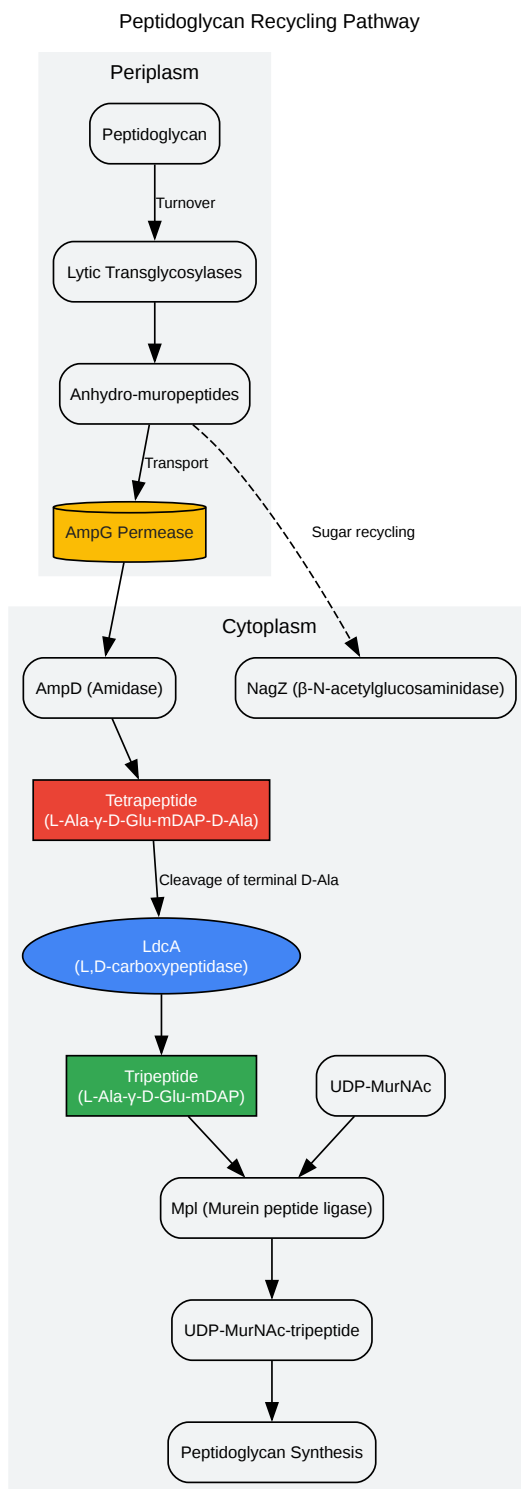 Peptidoglycan Recycling Pathway
Periplasm
Peptidoglycan
Turnover
Lytic Transglycosylases
Anhydro-muropeptides
Transport
Sugar recycling
AmpG Permease
Cytoplasm
AmpD (Amidase)
NagZ (β-N-acetylglucosaminidase)
Tetrapeptide
(L-Ala-γ-D-Glu-mDAP-D-Ala)
Cleavage of terminal D-Ala
LdcA
(L,D-carboxypeptidase)
Tripeptide
(L-Ala-γ-D-Glu-mDAP)
UDP-MurNAc
Mpl (Murein peptide ligase)
UDP-MurNAc-tripeptide
Peptidoglycan Synthesis